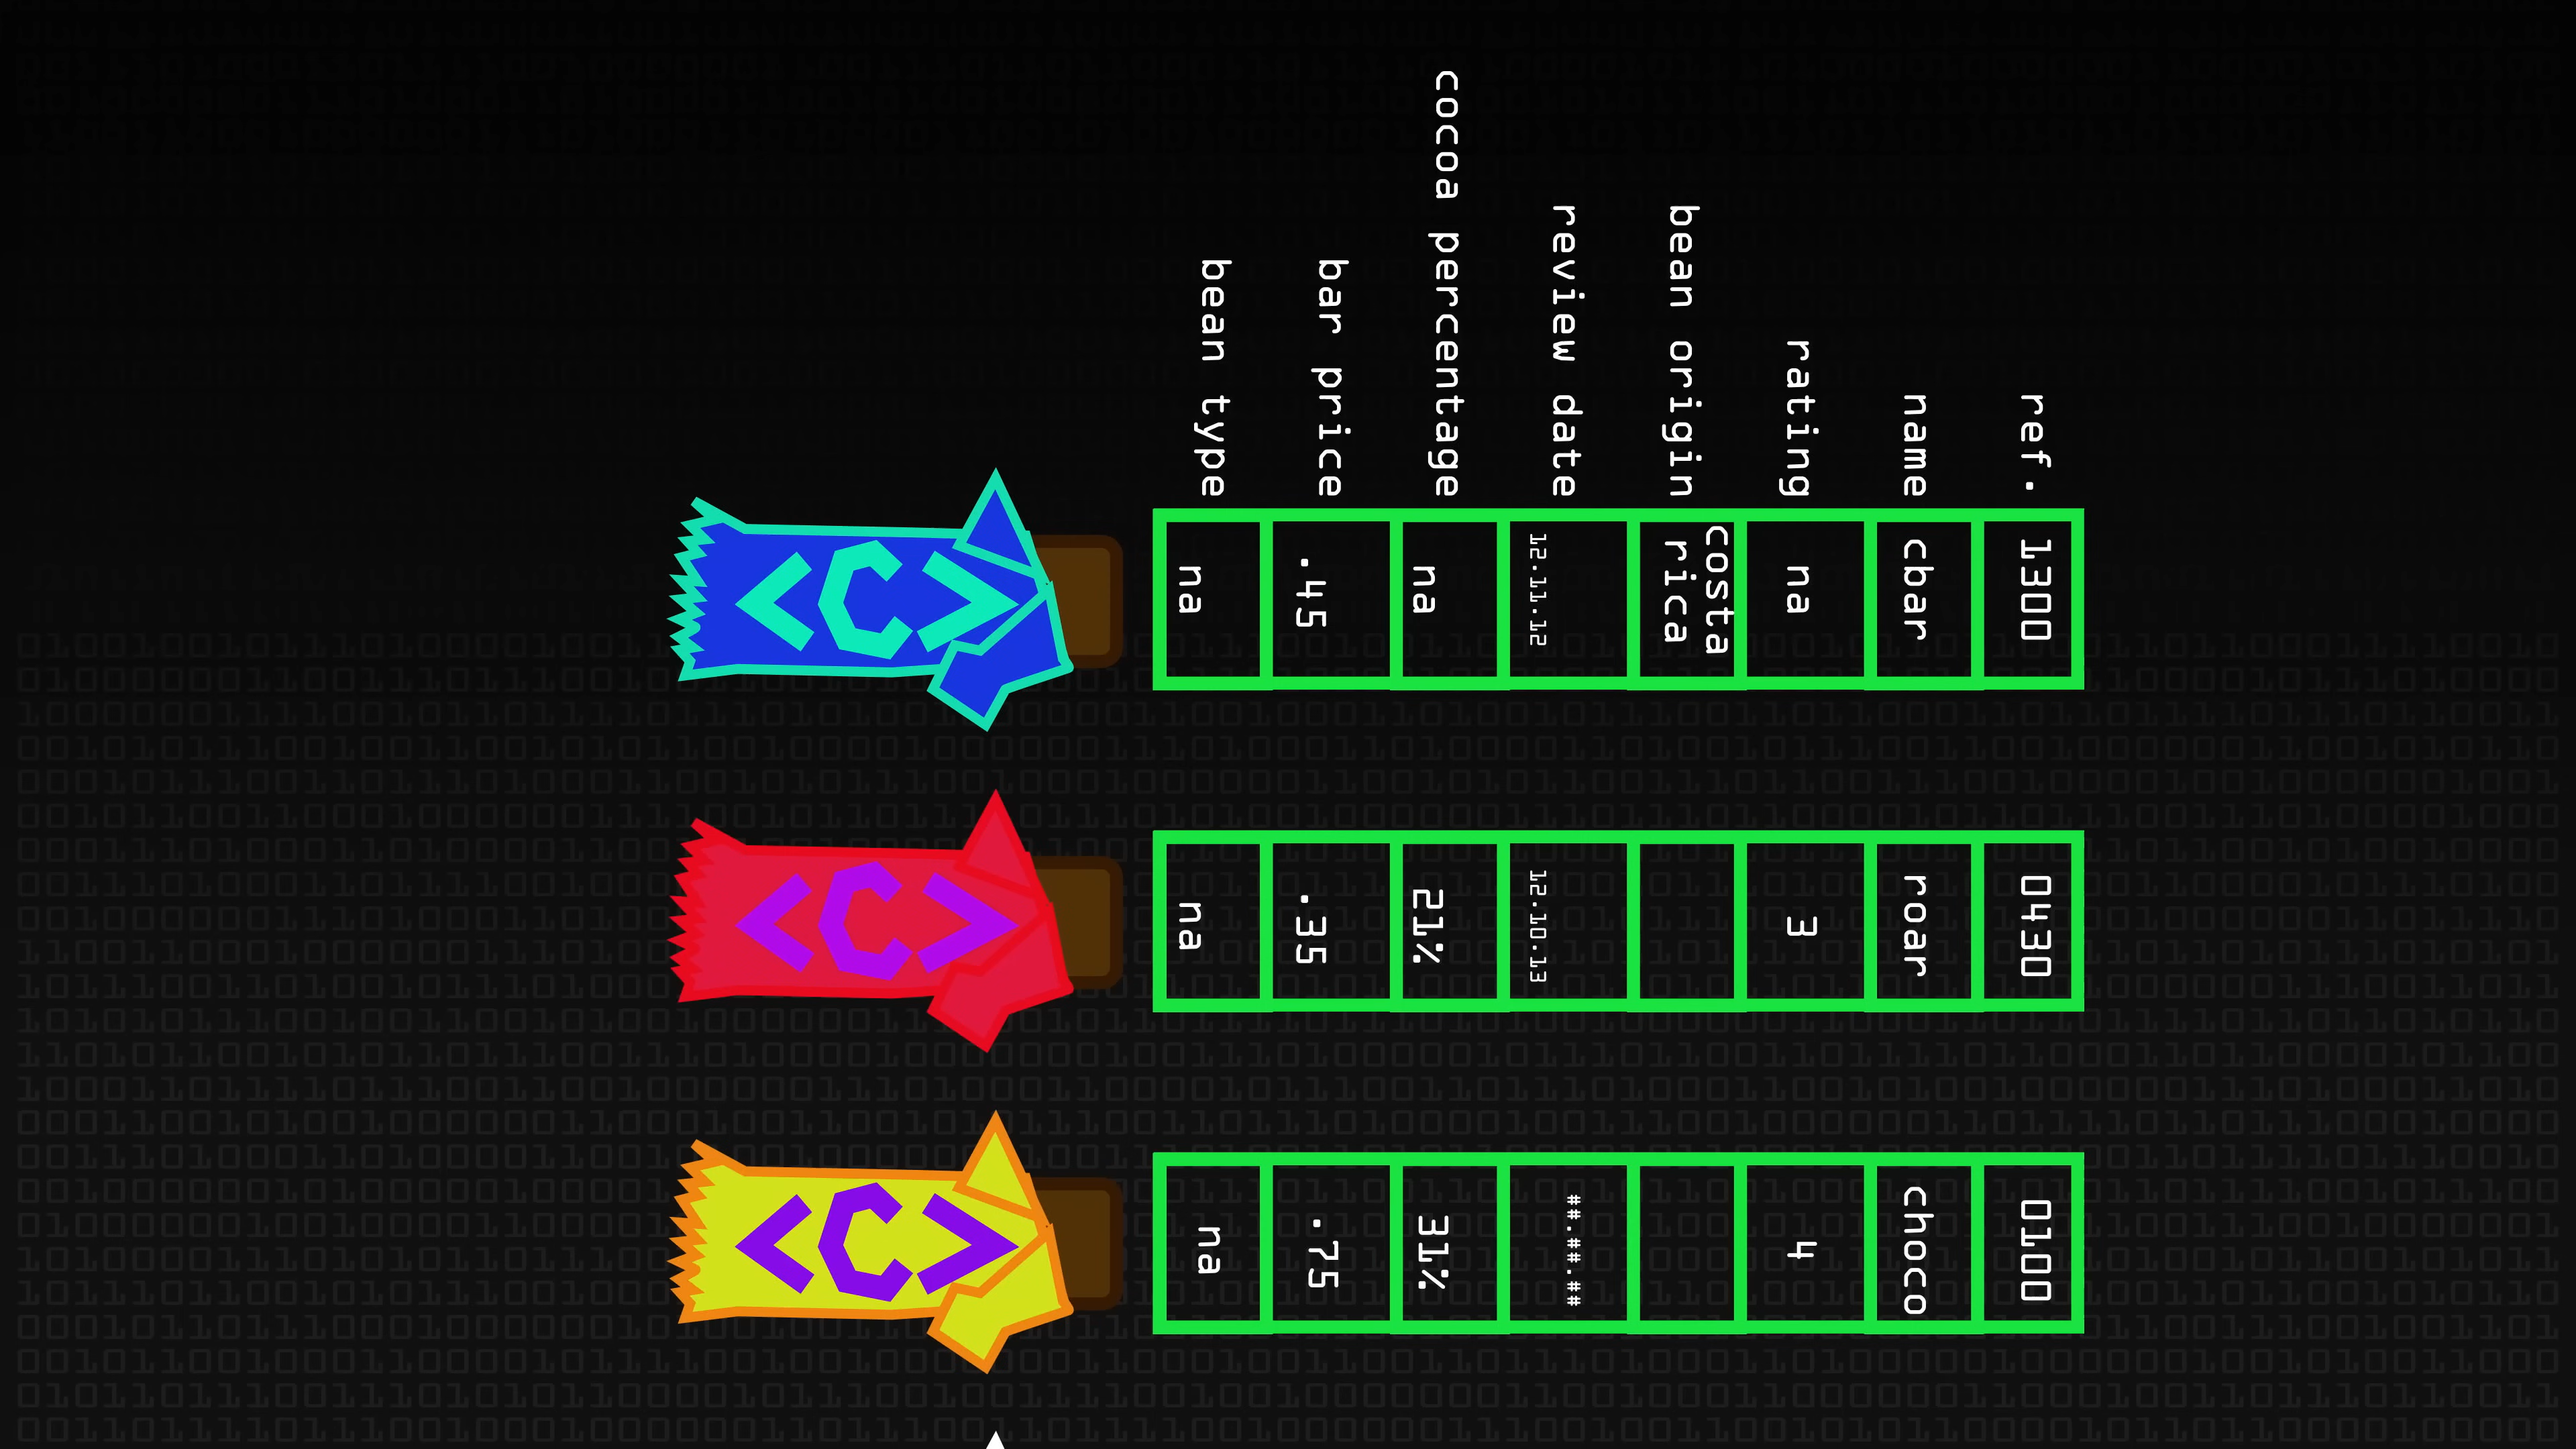 ref. 1300 0430 0100
name cbar roar choco
rating na 3 4
bean origin costa
rica
review date 12.11.12 12.10.13 ##.##.##
cocoa percentage na 21% 31%
bar price .45 .35 .75
bean type na na na
<C> <C> <C>